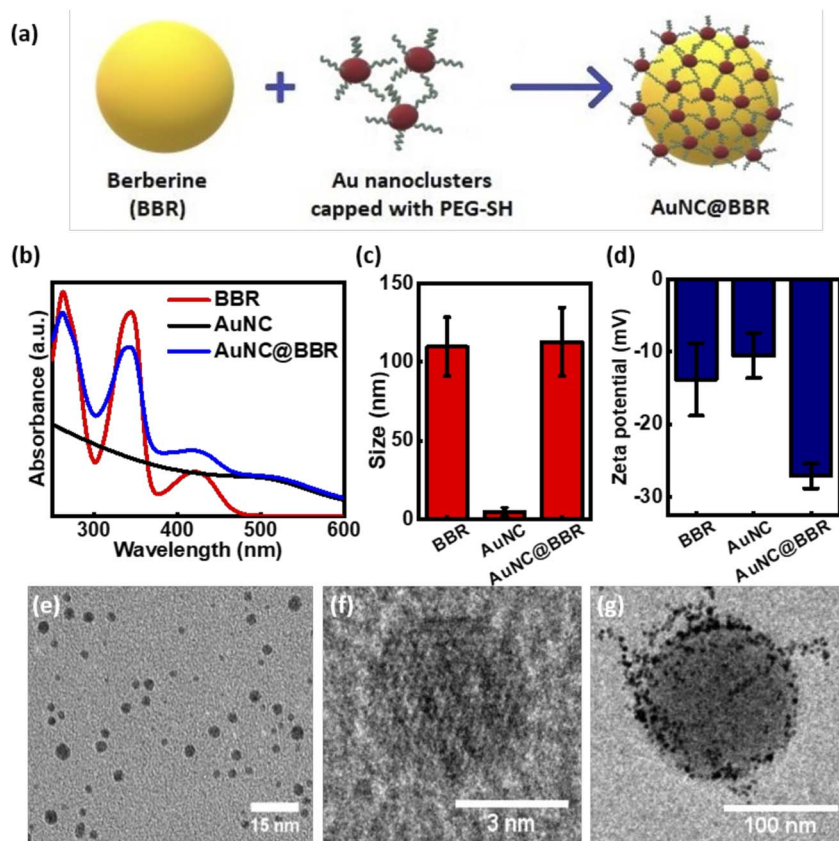 (a)
Berberine
(BBR)
+
Au nanoclusters
capped with PEG-SH
AuNC@BBR
(b)
BBR
AuNC
AuNC@BBR
Absorbance (a.u.)
300 400 500 600
Wavelength (nm)
(c)
150
100
50
0
Size (nm)
BBR AuNC AuNC@BBR
(d)
0
-10
-20
-30
Zeta potential (mV)
BBR AuNC AuNC@BBR
(e)
15 nm
(f)
3 nm
(g)
100 nm